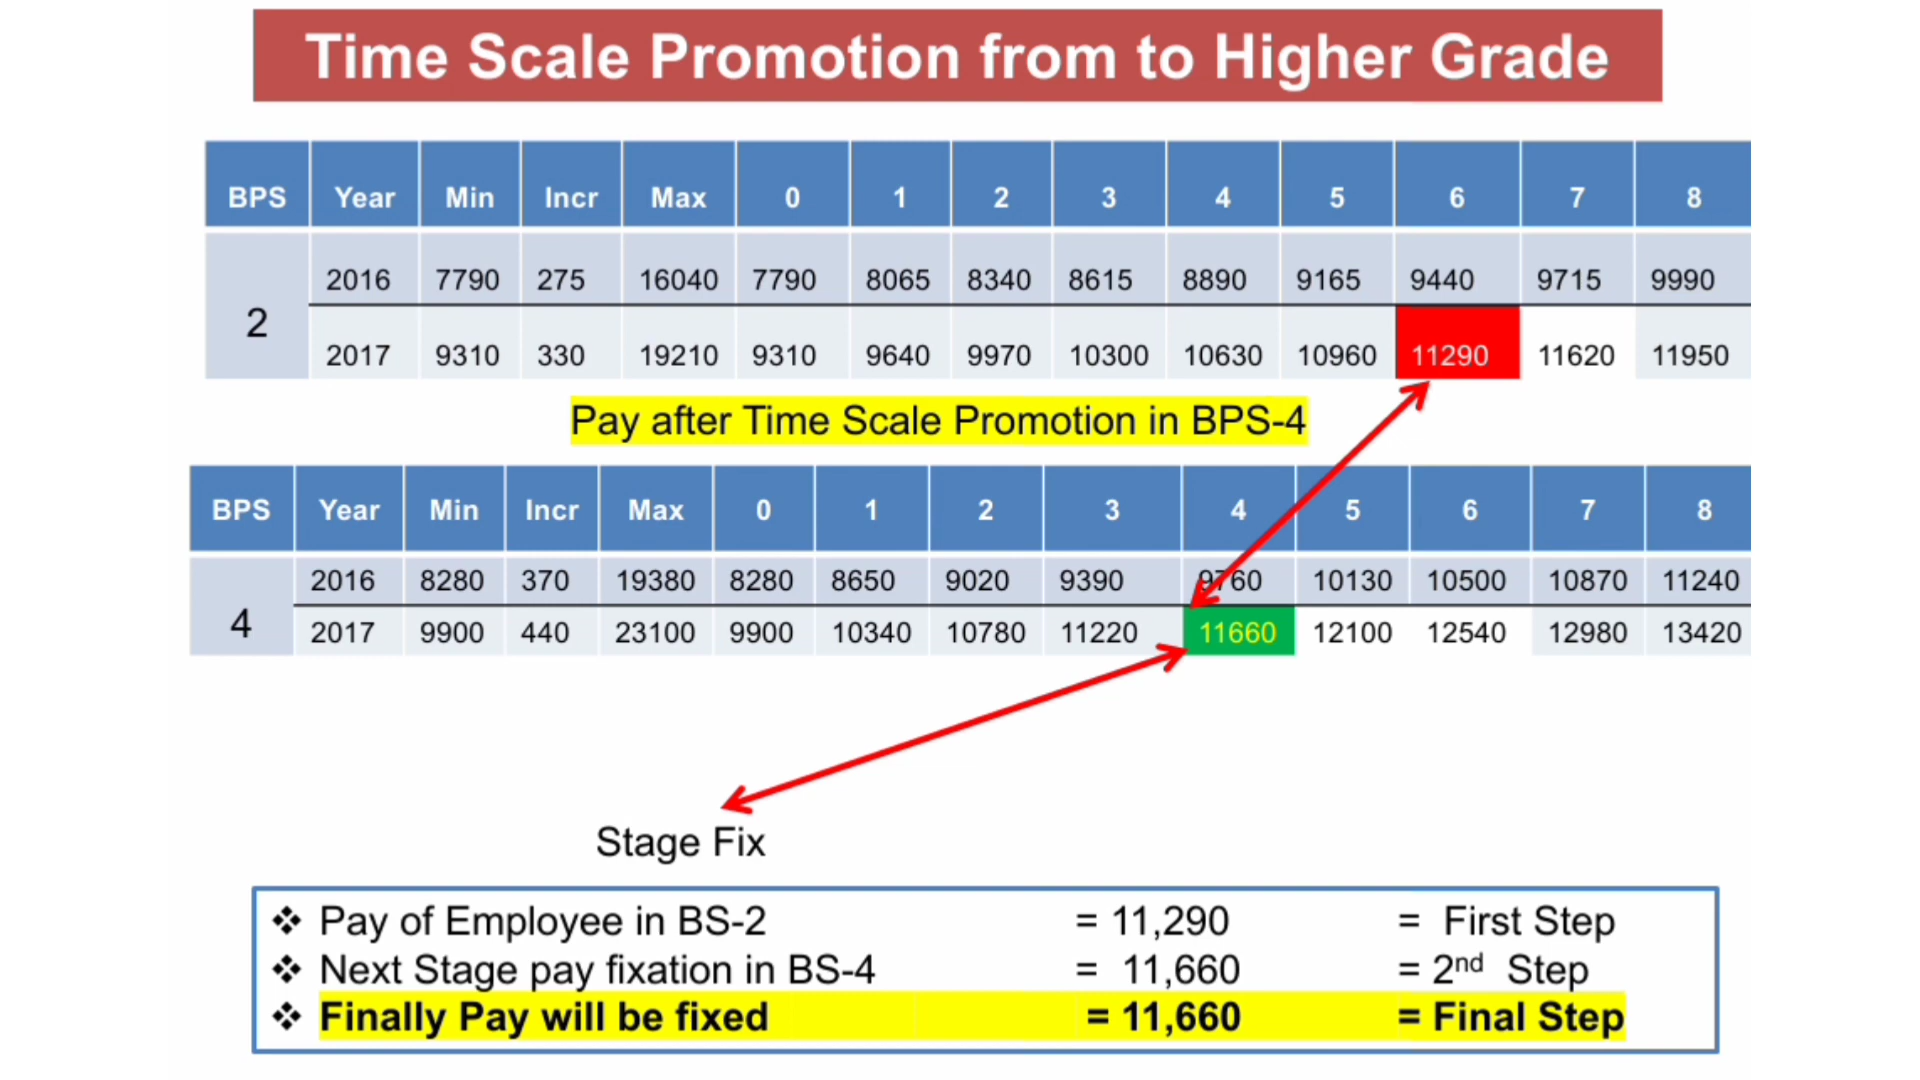 Time Scale Promotion from to Higher Grade
BPS Year Min Incr Max 0 1 2 3 4 5 6 7 8
2
2016 7790 275 16040 7790 8065 8340 8615 8890 9165 9440 9715 9990
2017 9310 330 19210 9310 9640 9970 10300 10630 10960 11290 11620 11950
Pay after Time Scale Promotion in BPS-4
BPS Year Min Incr Max 0 1 2 3 4 5 6 7 8
4
2016 8280 370 19380 8280 8650 9020 9390 9760 10130 10500 10870 11240
2017 9900 440 23100 9900 10340 10780 11220 11660 12100 12540 12980 13420
Stage Fix
❖ Pay of Employee in BS-2 = 11,290 = First Step
❖ Next Stage pay fixation in BS-4 = 11,660 = 2nd Step
❖ Finally Pay will be fixed = 11,660 = Final Step